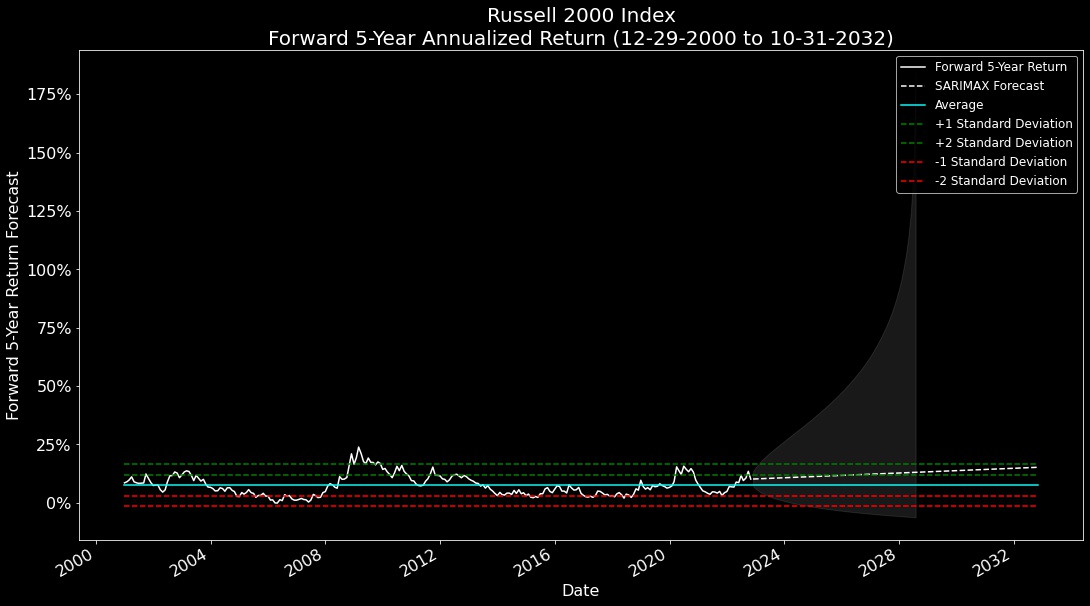 Russell 2000 Index
Forward 5-Year Annualized Return (12-29-2000 to 10-31-2032)
Forward 5-Year Return
SARIMAX Forecast
Average
+1 Standard Deviation
+2 Standard Deviation
-1 Standard Deviation
-2 Standard Deviation
Forward 5-Year Return Forecast
175%
150%
125%
100%
75%
50%
25%
0%
2000
2004
2008
2012
2016
2020
2024
2028
2032
Date